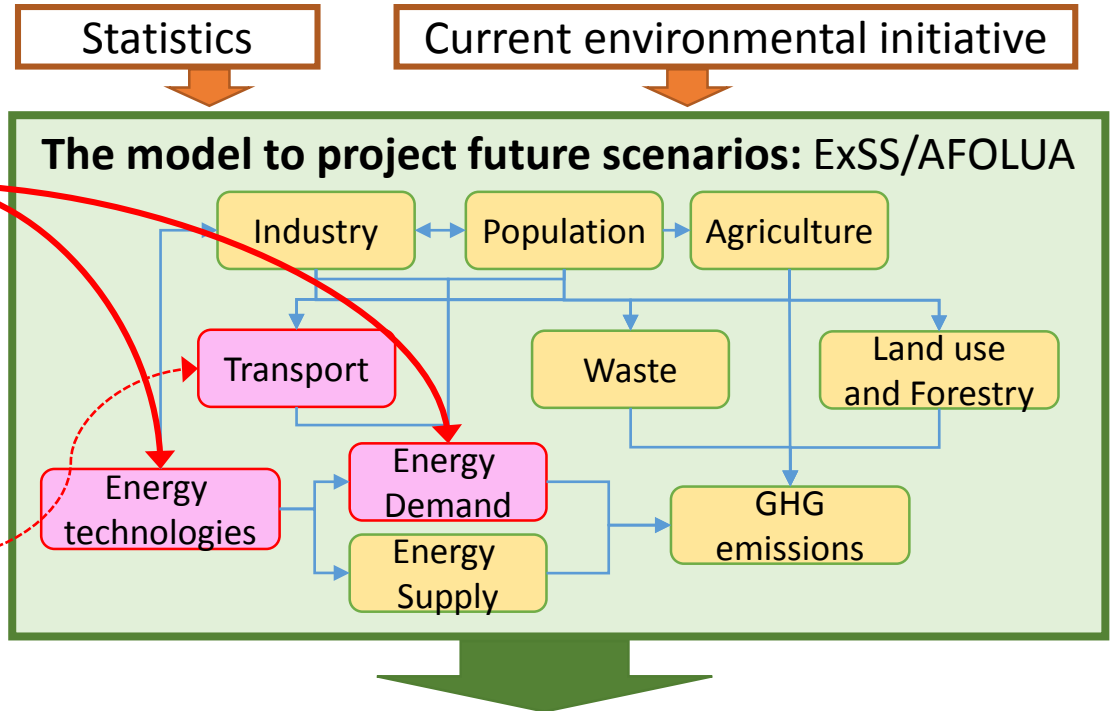 Statistics
Current environmental initiative
The model to project future scenarios: ExSS/AFOLUA
Industry
Population
Agriculture
Transport
Waste
Land use
and Forestry
Energy
technologies
Energy
Demand
Energy
Supply
GHG
emissions